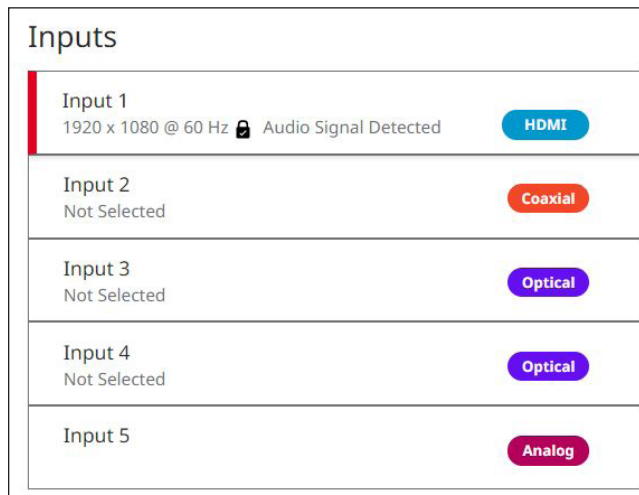 Inputs
Input 1
1920 x 1080 @ 60 Hz Audio Signal Detected
HDMI
Input 2
Not Selected
Coaxial
Input 3
Not Selected
Optical
Input 4
Not Selected
Optical
Input 5
Analog